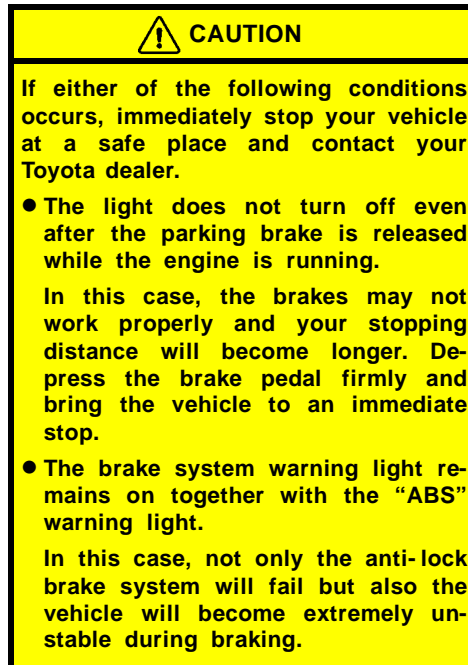 CAUTION
If either of the following conditions
occurs, immediately stop your vehicle
at a safe place and contact your
Toyota dealer.
● The light does not turn off even
after the parking brake is released
while the engine is running.
In this case, the brakes may not
work properly and your stopping
distance will become longer. De-
press the brake pedal firmly and
bring the vehicle to an immediate
stop.
● The brake system warning light re-
mains on together with the “ABS”
warning light.
In this case, not only the anti-lock
brake system will fail but also the
vehicle will become extremely un-
stable during braking.